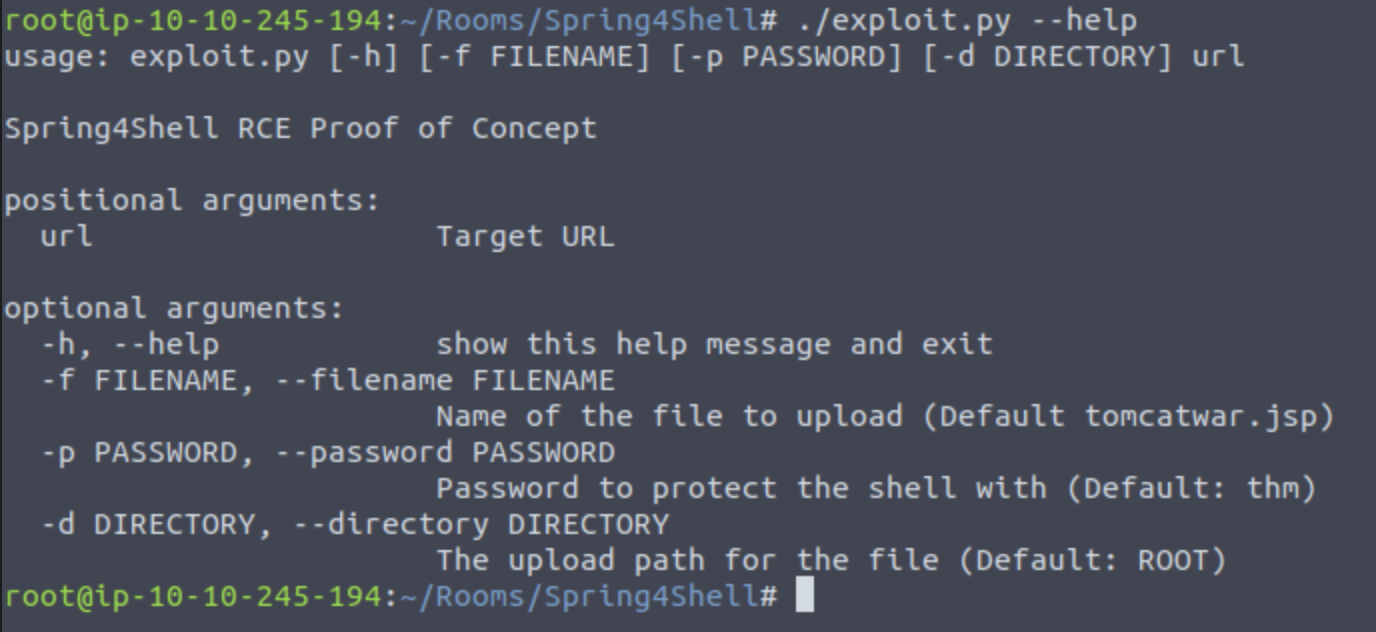 root@ip-10-10-245-194:~/Rooms/Spring4Shell# ./exploit.py --help
usage: exploit.py [-h] [-f FILENAME] [-p PASSWORD] [-d DIRECTORY] url

Spring4Shell RCE Proof of Concept

positional arguments:
  url                   Target URL

optional arguments:
  -h, --help            show this help message and exit
  -f FILENAME, --filename FILENAME
                        Name of the file to upload (Default tomcatwar.jsp)
  -p PASSWORD, --password PASSWORD
                        Password to protect the shell with (Default: thm)
  -d DIRECTORY, --directory DIRECTORY
                        The upload path for the file (Default: ROOT)
root@ip-10-10-245-194:~/Rooms/Spring4Shell#